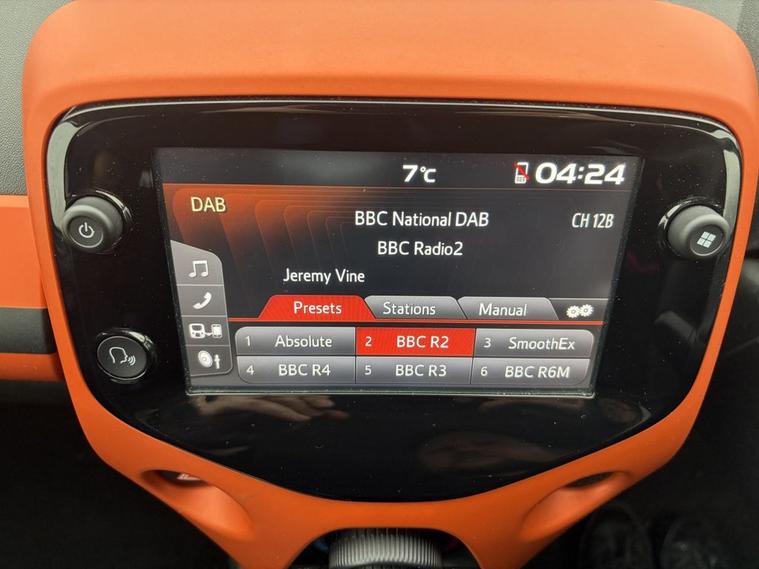 7°C 04:24
DAB
BBC National DAB CH 12B
BBC Radio2
Jeremy Vine
Presets Stations Manual
1 Absolute 2 BBC R2 3 SmoothEx
4 BBC R4 5 BBC R3 6 BBC R6M